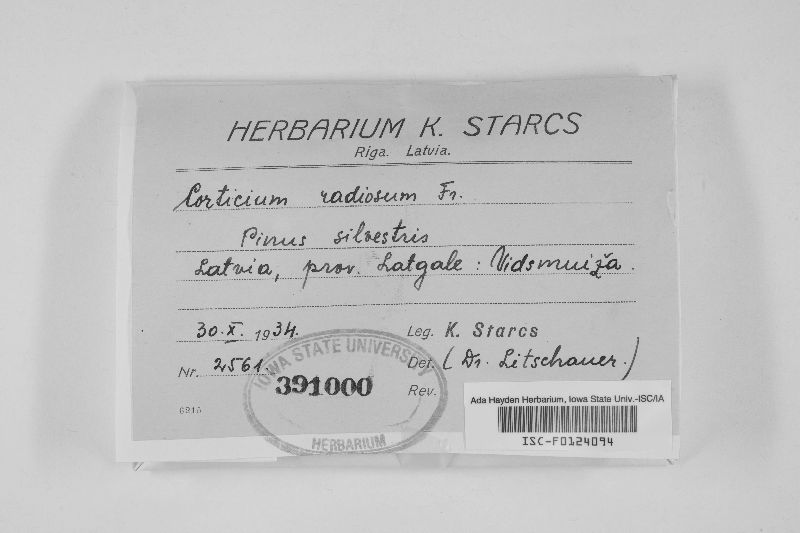 HERBARIUM K. STARCS
Riga. Latvia.
Corticium radiosum Fr.
Pinus silvestris
Latvia, prov. Latgale: Vidsmuiža.
30.X. 1934.
Leg. K. Starcs
Nr. 2561.
Det. (Dr. Litschauer.)
Rev.
6215
IOWA STATE UNIVERSITY
391000
HERBARIUM
Ada Hayden Herbarium, Iowa State Univ.-ISC/IA
ISC-F0124094